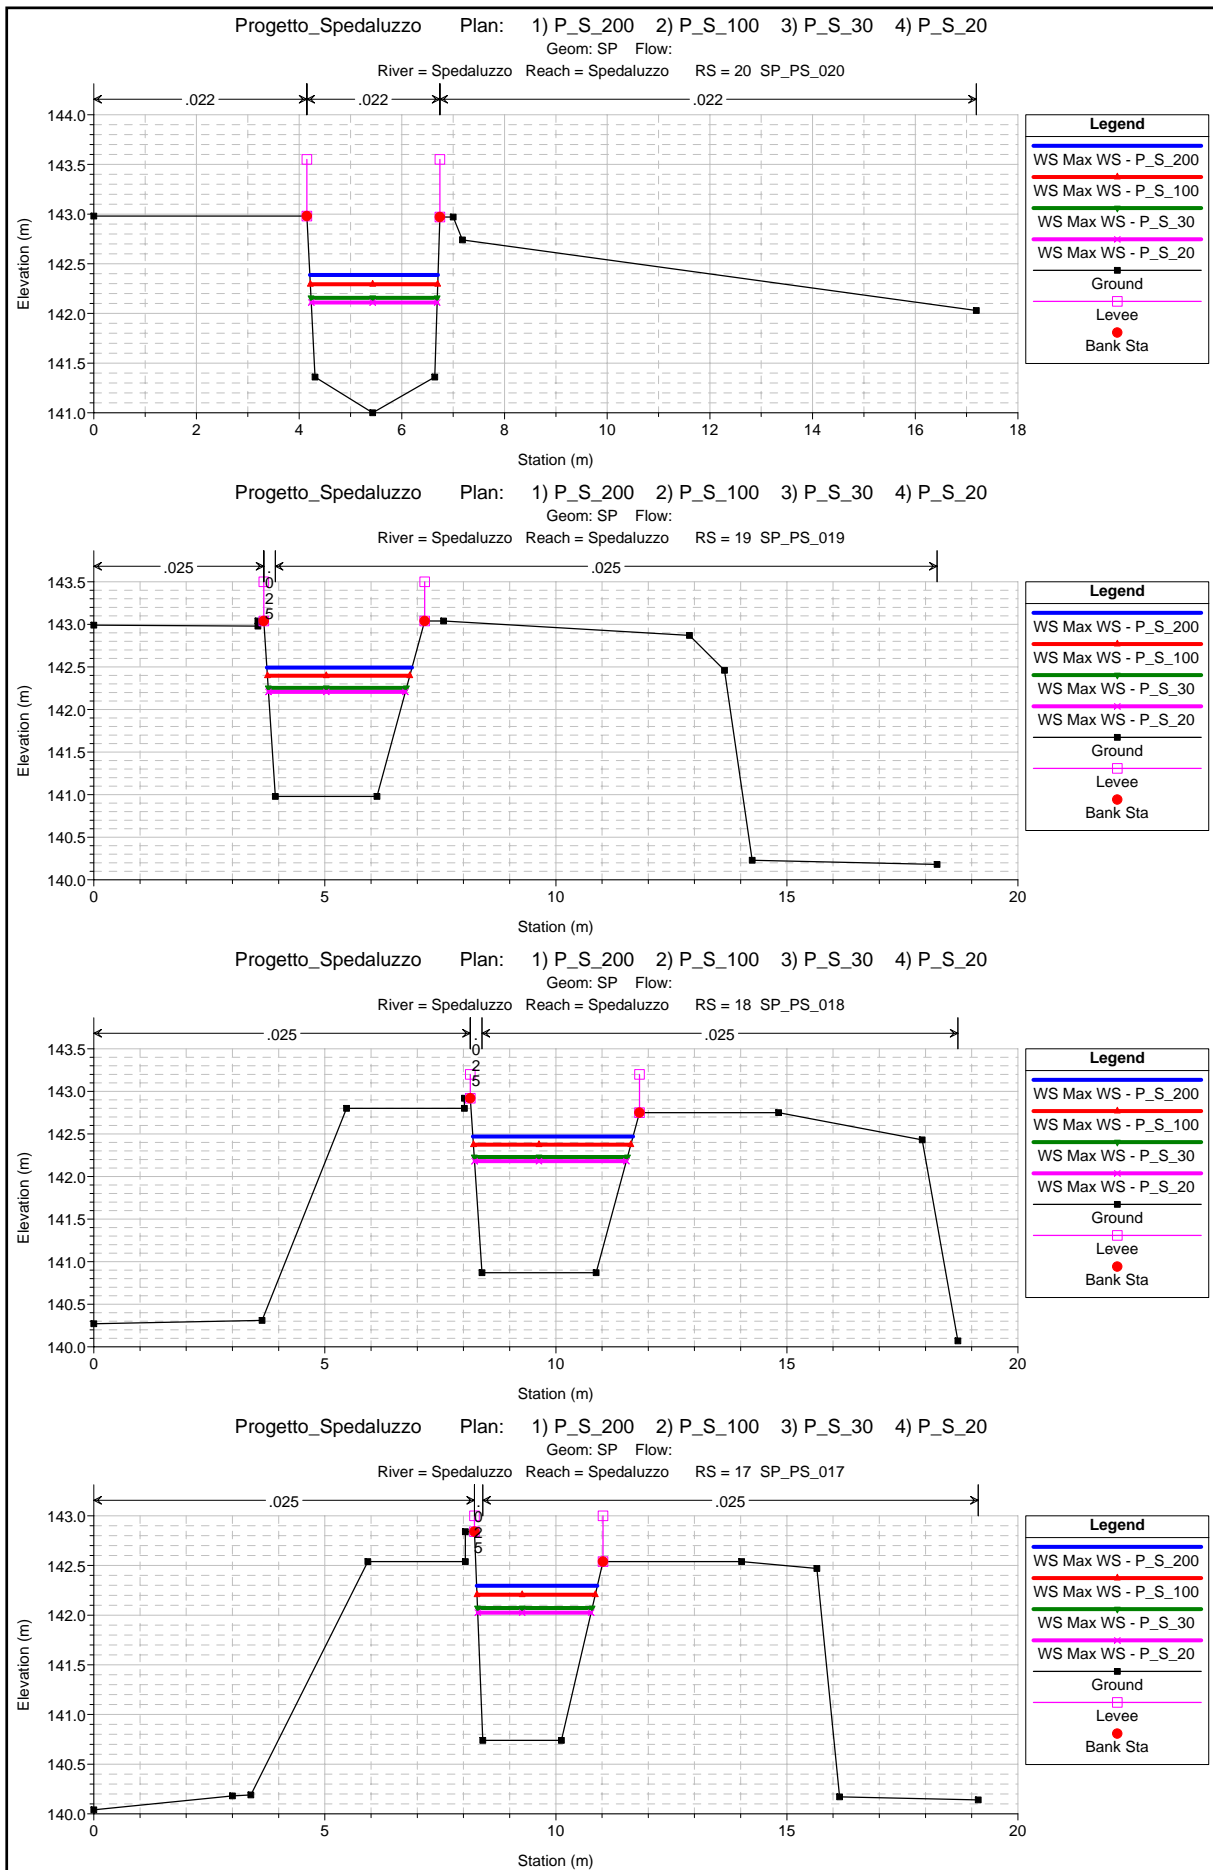 Progetto_Spedaluzzo Plan: 1) P_S_200 2) P_S_100 3) P_S_30 4) P_S_20
Geom: SP Flow:
River = Spedaluzzo Reach = Spedaluzzo RS = 20 SP_PS_020
.022 .022 .022
144.0
143.5
143.0
142.5
142.0
141.5
141.0
Elevation (m)
0 2 4 6 8 10 12 14 16 18
Station (m)
Legend
WS Max WS - P_S_200
WS Max WS - P_S_100
WS Max WS - P_S_30
WS Max WS - P_S_20
Ground
Levee
Bank Sta
Progetto_Spedaluzzo Plan: 1) P_S_200 2) P_S_100 3) P_S_30 4) P_S_20
Geom: SP Flow:
River = Spedaluzzo Reach = Spedaluzzo RS = 19 SP_PS_019
.025 .025 .025
143.5
143.0
142.5
142.0
141.5
141.0
140.5
140.0
Elevation (m)
0 5 10 15 20
Station (m)
Legend
WS Max WS - P_S_200
WS Max WS - P_S_100
WS Max WS - P_S_30
WS Max WS - P_S_20
Ground
Levee
Bank Sta
Progetto_Spedaluzzo Plan: 1) P_S_200 2) P_S_100 3) P_S_30 4) P_S_20
Geom: SP Flow:
River = Spedaluzzo Reach = Spedaluzzo RS = 18 SP_PS_018
.025 .025 .025
143.5
143.0
142.5
142.0
141.5
141.0
140.5
140.0
Elevation (m)
0 5 10 15 20
Station (m)
Legend
WS Max WS - P_S_200
WS Max WS - P_S_100
WS Max WS - P_S_30
WS Max WS - P_S_20
Ground
Levee
Bank Sta
Progetto_Spedaluzzo Plan: 1) P_S_200 2) P_S_100 3) P_S_30 4) P_S_20
Geom: SP Flow:
River = Spedaluzzo Reach = Spedaluzzo RS = 17 SP_PS_017
.025 .025 .025
143.0
142.5
142.0
141.5
141.0
140.5
140.0
Elevation (m)
0 5 10 15 20
Station (m)
Legend
WS Max WS - P_S_200
WS Max WS - P_S_100
WS Max WS - P_S_30
WS Max WS - P_S_20
Ground
Levee
Bank Sta